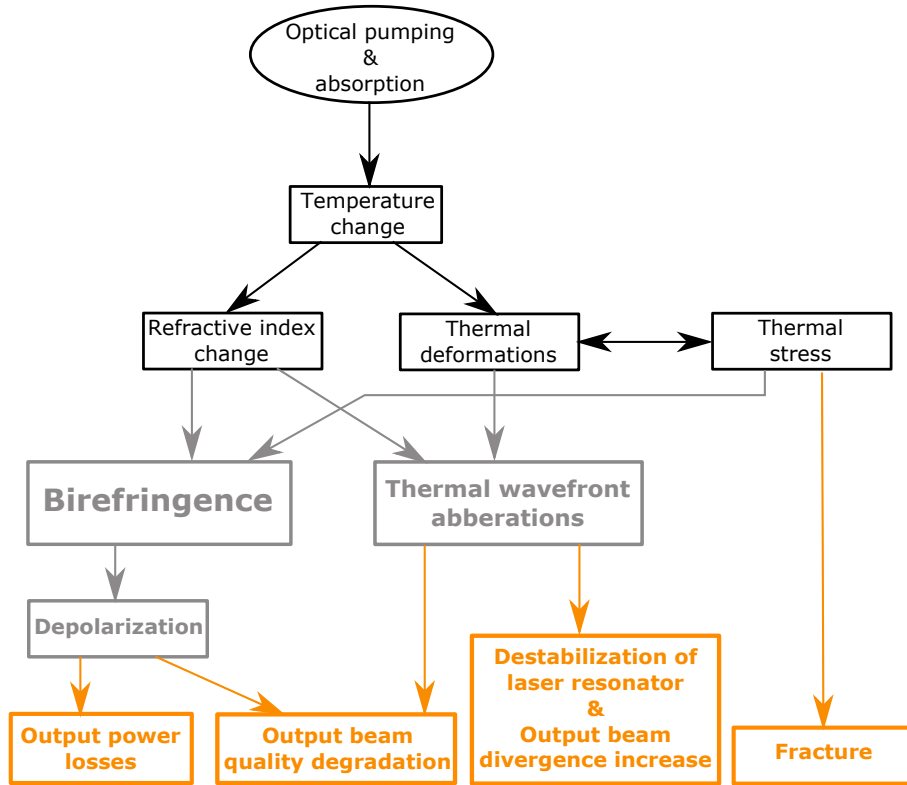 Optical pumping
&
absorption
Temperature
change
Refractive index
change
Thermal
deformations
Thermal
stress
Birefringence
Thermal wavefront
abberations
Depolarization
Destabilization of
laser resonator
&
Output beam
divergence increase
Output power
losses
Output beam
quality degradation
Fracture